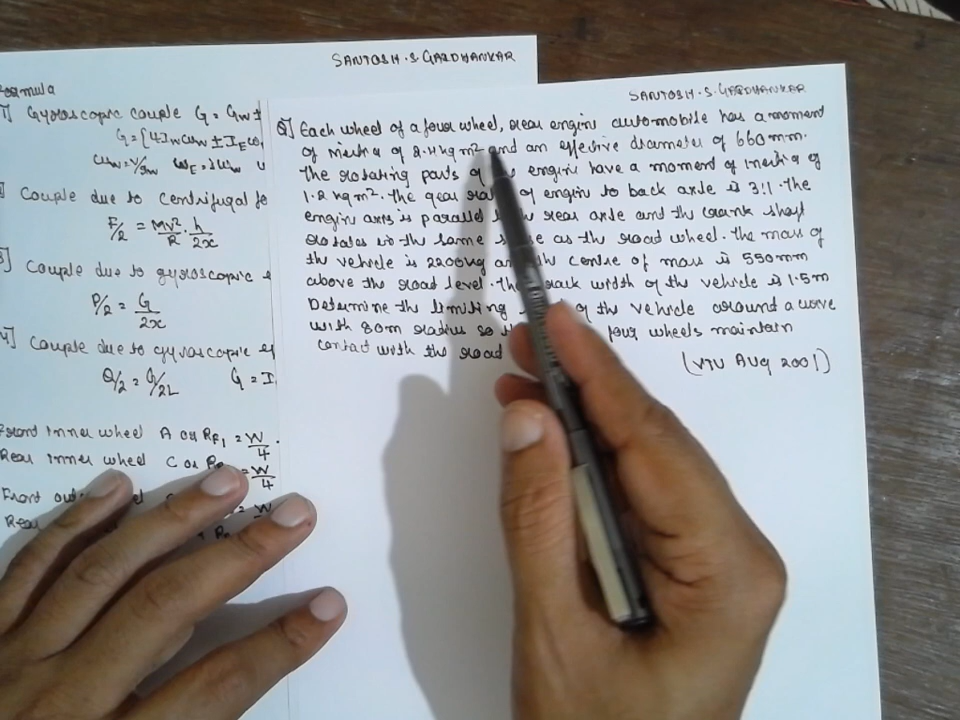 SANTOSH.S.GARDHANKAR
Formula
1] Gyroscopic couple G = Gw ±
G = [4Iw Cωw ± IE ω
ωw = V/rw ωE = iωw
Couple due to centrifugal fo
F/2 = MV²/R . h/2x
3] Couple due to gyroscopic e
P/2 = G/2x
4] Couple due to gyroscopic ef
Q/2 = G/2L G = I
Front Inner wheel A or RF1 = W/4 .
Rear Inner wheel C or = W/4
Front
Rear
SANTOSH.S.GARDHANKAR
Q] Each wheel of a four wheel, rear engin automobile has a moment
of inertia of 2.4 kg m² and an effective diameter of 660 mm.
The rotating parts of engine have a moment of inertia of
1.2 kg m². The gear of engine to back axle is 3:1. The
engine axis is parallel rear axle and the crank shaft
rotates in the same as the road wheel. The mass of
the vehicle is 2200 kg centre of mass is 550 mm
above the road level. width of the vehicle is 1.5 m
Determine the limiting of the vehicle around a curve
with 80 m radius so four wheels maintain
contact with the road
(VTU AUG 2001)